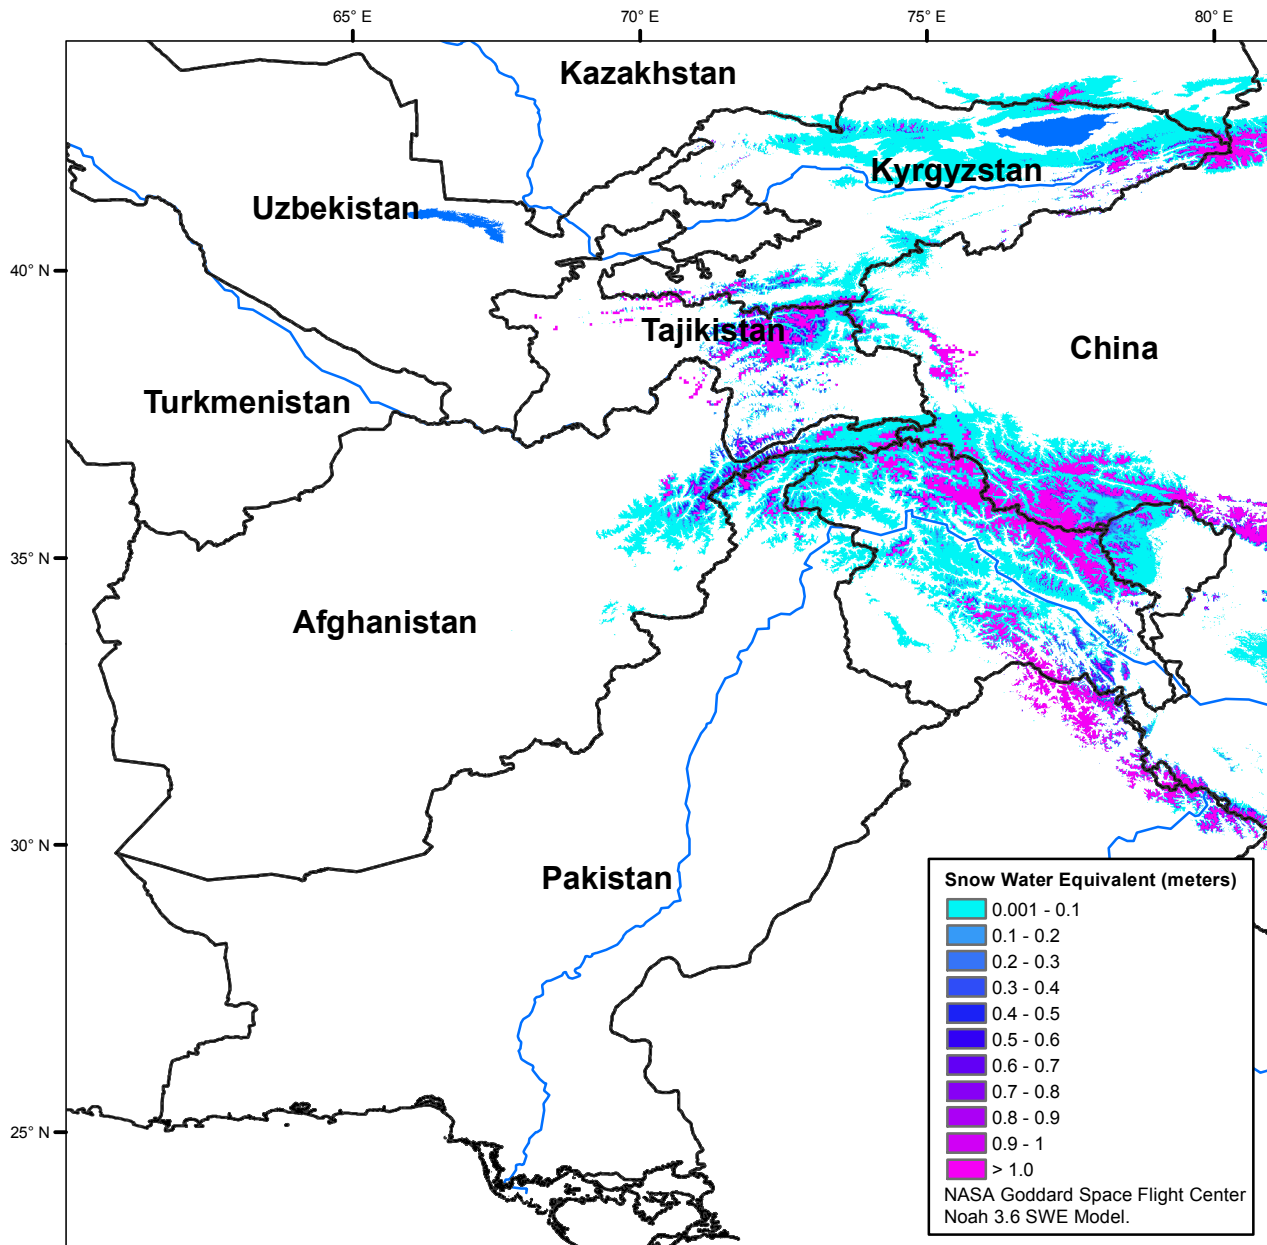 65° E
70° E
75° E
80° E
Kazakhstan
Kyrgyzstan
Uzbekistan
40° N
Tajikistan
China
Turkmenistan
35° N
Afghanistan
30° N
Pakistan
25° N
Snow Water Equivalent (meters)
0.001 - 0.1
0.1 - 0.2
0.2 - 0.3
0.3 - 0.4
0.4 - 0.5
0.5 - 0.6
0.6 - 0.7
0.7 - 0.8
0.8 - 0.9
0.9 - 1
> 1.0
NASA Goddard Space Flight Center
Noah 3.6 SWE Model.